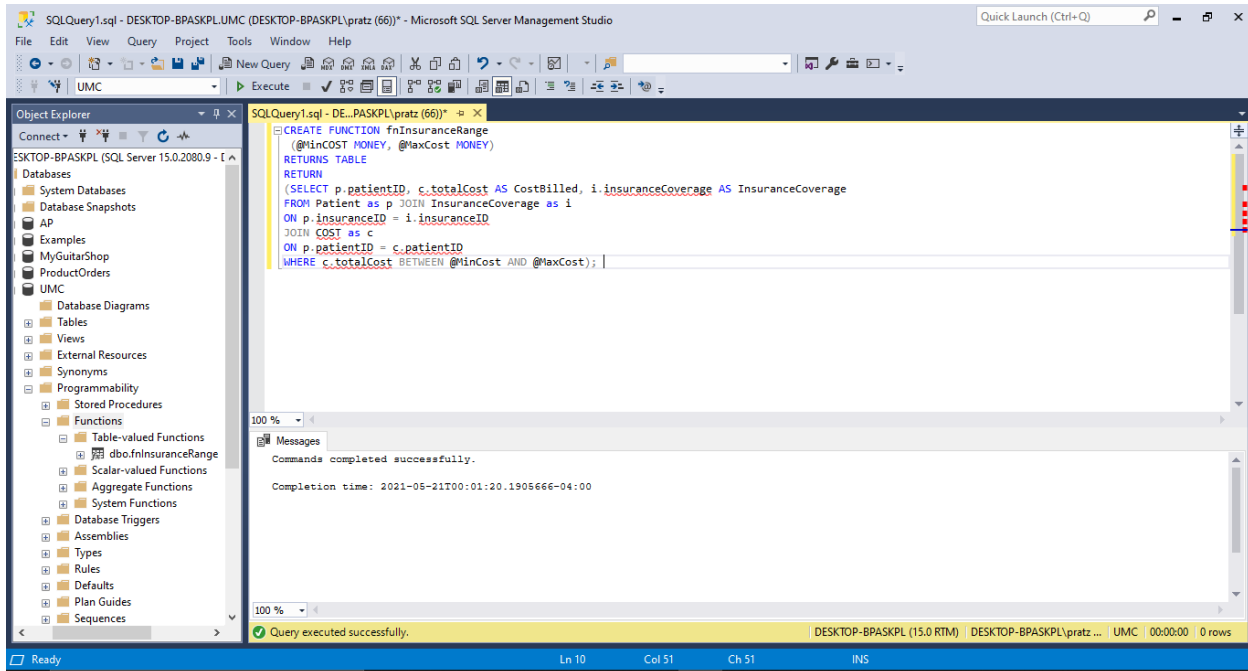 SQLQuery1.sql - DESKTOP-BPASKPL.UMC (DESKTOP-BPASKPL\pratz (66))* - Microsoft SQL Server Management Studio
Quick Launch (Ctrl+Q)
File Edit View Query Project Tools Window Help
New Query
UMC
Execute
Object Explorer
SQLQuery1.sql - DE...PASKPL\pratz (66))*
Connect
ESKTOP-BPASKPL (SQL Server 15.0.2080.9 - D
Databases
System Databases
Database Snapshots
AP
Examples
MyGuitarShop
ProductOrders
UMC
Database Diagrams
Tables
Views
External Resources
Synonyms
Programmability
Stored Procedures
Functions
Table-valued Functions
dbo.fnInsuranceRange
Scalar-valued Functions
Aggregate Functions
System Functions
Database Triggers
Assemblies
Types
Rules
Defaults
Plan Guides
Sequences
CREATE FUNCTION fnInsuranceRange
(@MinCOST MONEY, @MaxCost MONEY)
RETURNS TABLE
RETURN
(SELECT p.patientID, c.totalCost AS CostBilled, i.insuranceCoverage AS InsuranceCoverage
FROM Patient as p JOIN InsuranceCoverage as i
ON p.insuranceID = i.insuranceID
JOIN COST as c
ON p.patientID = c.patientID
WHERE c.totalCost BETWEEN @MinCost AND @MaxCost);
100 %
Messages
Commands completed successfully.
Completion time: 2021-05-21T00:01:20.1905666-04:00
100 %
Query executed successfully.
DESKTOP-BPASKPL (15.0 RTM) DESKTOP-BPASKPL\pratz ... UMC 00:00:00 0 rows
Ready Ln 10 Col 51 Ch 51 INS